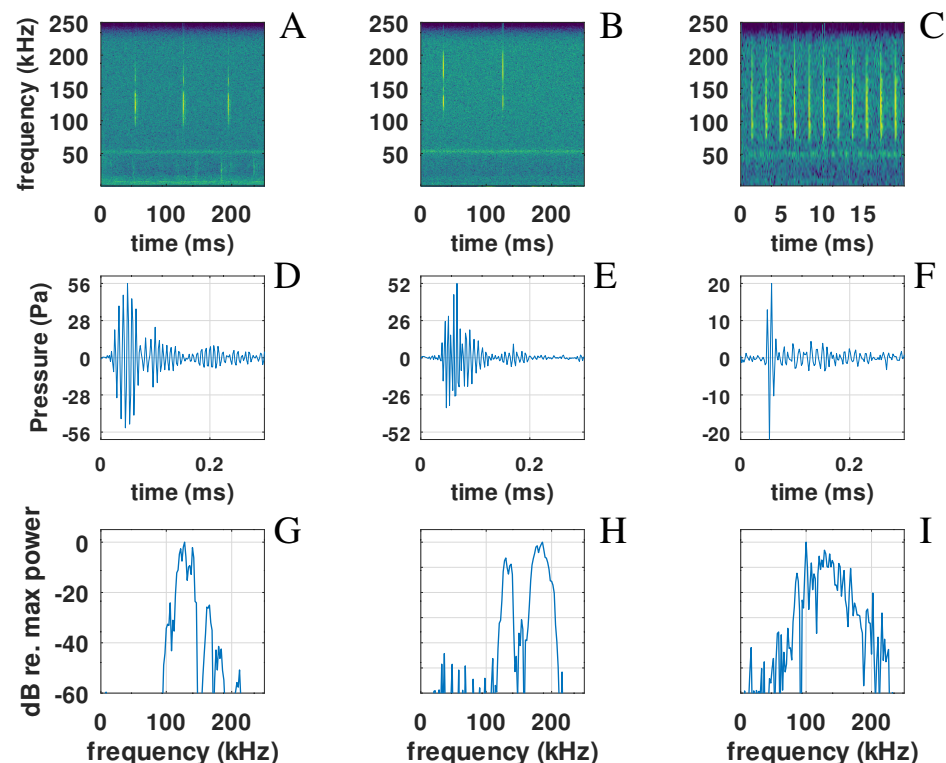 A
B
C
frequency (kHz)
250
200
150
100
50
250
200
150
100
50
250
200
150
100
50
0 100 200
0 100 200
0 5 10 15
time (ms)
time (ms)
time (ms)
D
E
F
Pressure (Pa)
56
28
0
-28
-56
52
26
0
-26
-52
20
10
0
-10
-20
0 0.2
0 0.2
0 0.2
time (ms)
time (ms)
time (ms)
G
H
I
dB re. max power
0
-20
-40
-60
0 100 200
0 100 200
0 100 200
frequency (kHz)
frequency (kHz)
frequency (kHz)